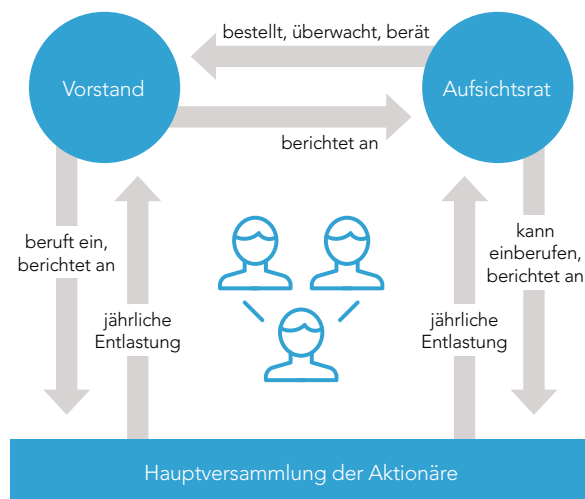 bestellt, überwacht, berät
Vorstand
Aufsichtsrat
berichtet an
beruft ein,
berichtet an
kann
einberufen,
berichtet an
jährliche
Entlastung
jährliche
Entlastung
Hauptversammlung der Aktionäre